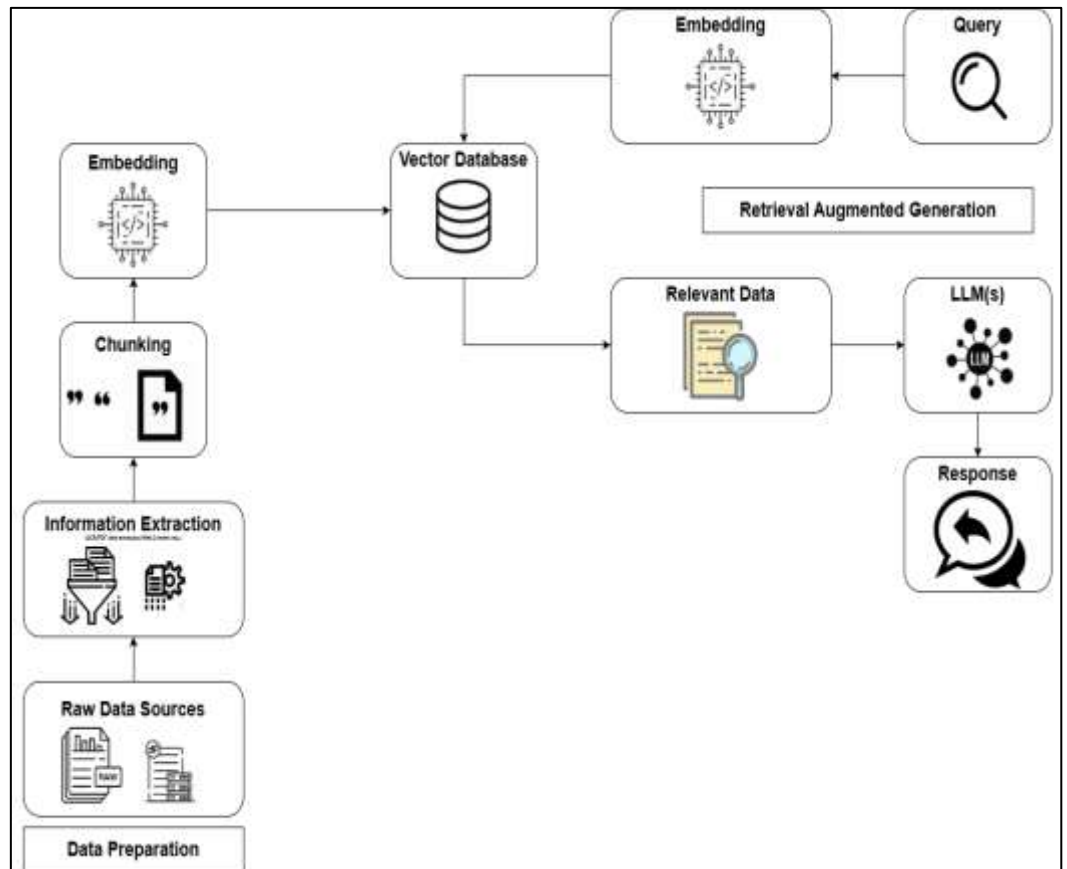 Embedding
Query
Embedding
Vector Database
Retrieval Augmented Generation
Relevant Data
LLM(s)
LLM
Chunking
Response
Information Extraction
Raw Data Sources
RAW
Data Preparation